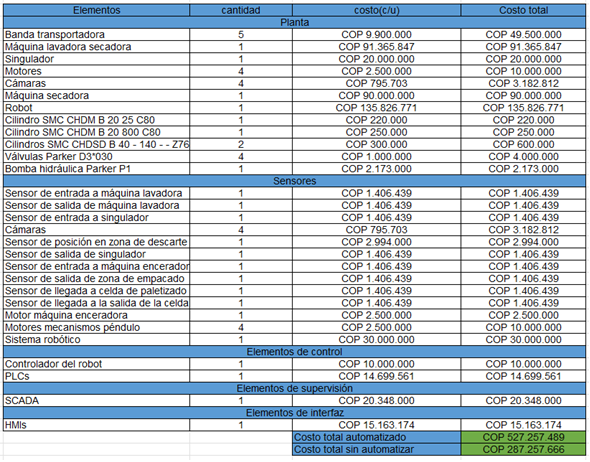 Elementos cantidad costo(c/u) Costo total
Planta
Banda transportadora 5 COP 9.900.000 COP 49.500.000
Máquina lavadora secadora 1 COP 91.365.847 COP 91.365.847
Singulador 1 COP 20.000.000 COP 20.000.000
Motores 4 COP 2.500.000 COP 10.000.000
Cámaras 4 COP 795.703 COP 3.182.812
Máquina secadora 1 COP 90.000.000 COP 90.000.000
Robot 1 COP 135.826.771 COP 135.826.771
Cilindro SMC CHDM B 20 25 C80 1 COP 220.000 COP 220.000
Cilindro SMC CHDM B 20 800 C80 1 COP 250.000 COP 250.000
Cilindros SMC CHDSD B 40 - 140 - - Z76 2 COP 300.000 COP 600.000
Válvulas Parker D3*030 4 COP 1.000.000 COP 4.000.000
Bomba hidráulica Parker P1 1 COP 2.173.000 COP 2.173.000
Sensores
Sensor de entrada a máquina lavadora 1 COP 1.406.439 COP 1.406.439
Sensor de salida de máquina lavadora 1 COP 1.406.439 COP 1.406.439
Sensor de entrada a singulador 1 COP 1.406.439 COP 1.406.439
Cámaras 4 COP 795.703 COP 3.182.812
Sensor de posición en zona de descarte 1 COP 2.994.000 COP 2.994.000
Sensor de salida de singulador 1 COP 1.406.439 COP 1.406.439
Sensor de entrada a máquina encerador 1 COP 1.406.439 COP 1.406.439
Sensor de salida de zona de empacado 1 COP 1.406.439 COP 1.406.439
Sensor de llegada a celda de paletizado 1 COP 1.406.439 COP 1.406.439
Sensor de llegada a la salida de la celda 1 COP 1.406.439 COP 1.406.439
Motor máquina enceradora 1 COP 2.500.000 COP 2.500.000
Motores mecanismos péndulo 4 COP 2.500.000 COP 10.000.000
Sistema robótico 1 COP 30.000.000 COP 30.000.000
Elementos de control
Controlador del robot 1 COP 10.000.000 COP 10.000.000
PLCs 1 COP 14.699.561 COP 14.699.561
Elementos de supervisión
SCADA 1 COP 20.348.000 COP 20.348.000
Elementos de interfaz
HMIs 1 COP 15.163.174 COP 15.163.174
Costo total automatizado COP 527.257.489
Costo total sin automatizar COP 287.257.666